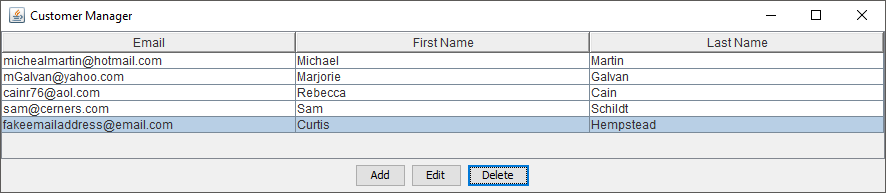 Customer Manager
Email First Name Last Name
michealmartin@hotmail.com Michael Martin
mGalvan@yahoo.com Marjorie Galvan
cainr76@aol.com Rebecca Cain
sam@cerners.com Sam Schildt
fakeemailaddress@email.com Curtis Hempstead
Add Edit Delete